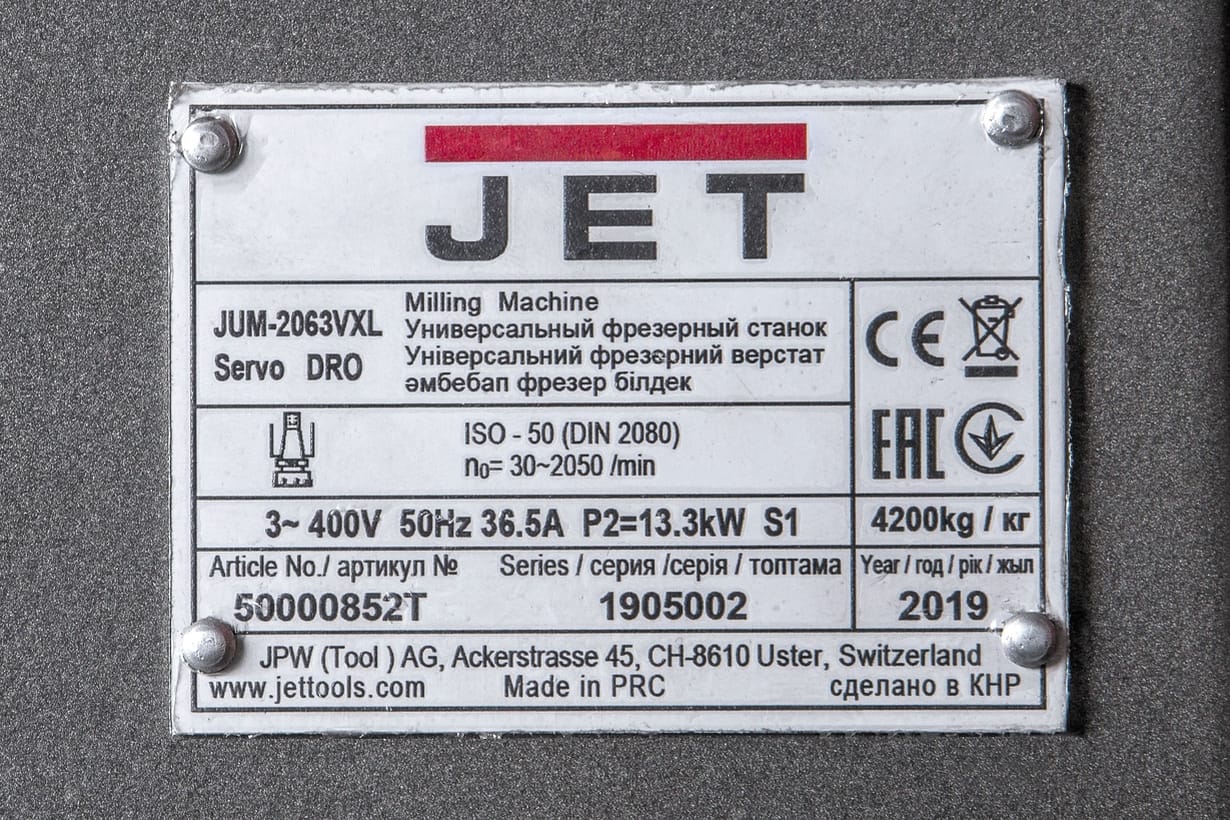 JET
JUM-2063VXL
Servo DRO
Milling Machine
Универсальный фрезерный станок
Універсальний фрезєрний верстат
әмбебап фрезер білдек
CE
EAC
ISO - 50 (DIN 2080)
n₀= 30~2050 /min
3~ 400V 50Hz 36.5A P2=13.3kW S1
4200kg / кг
Article No./ артикул №
50000852T
Series / серия /серія / топтама
1905002
Year / год / рік / жыл
2019
JPW (Tool ) AG, Ackerstrasse 45, CH-8610 Uster, Switzerland
www.jettools.com Made in PRC сделано в КНР